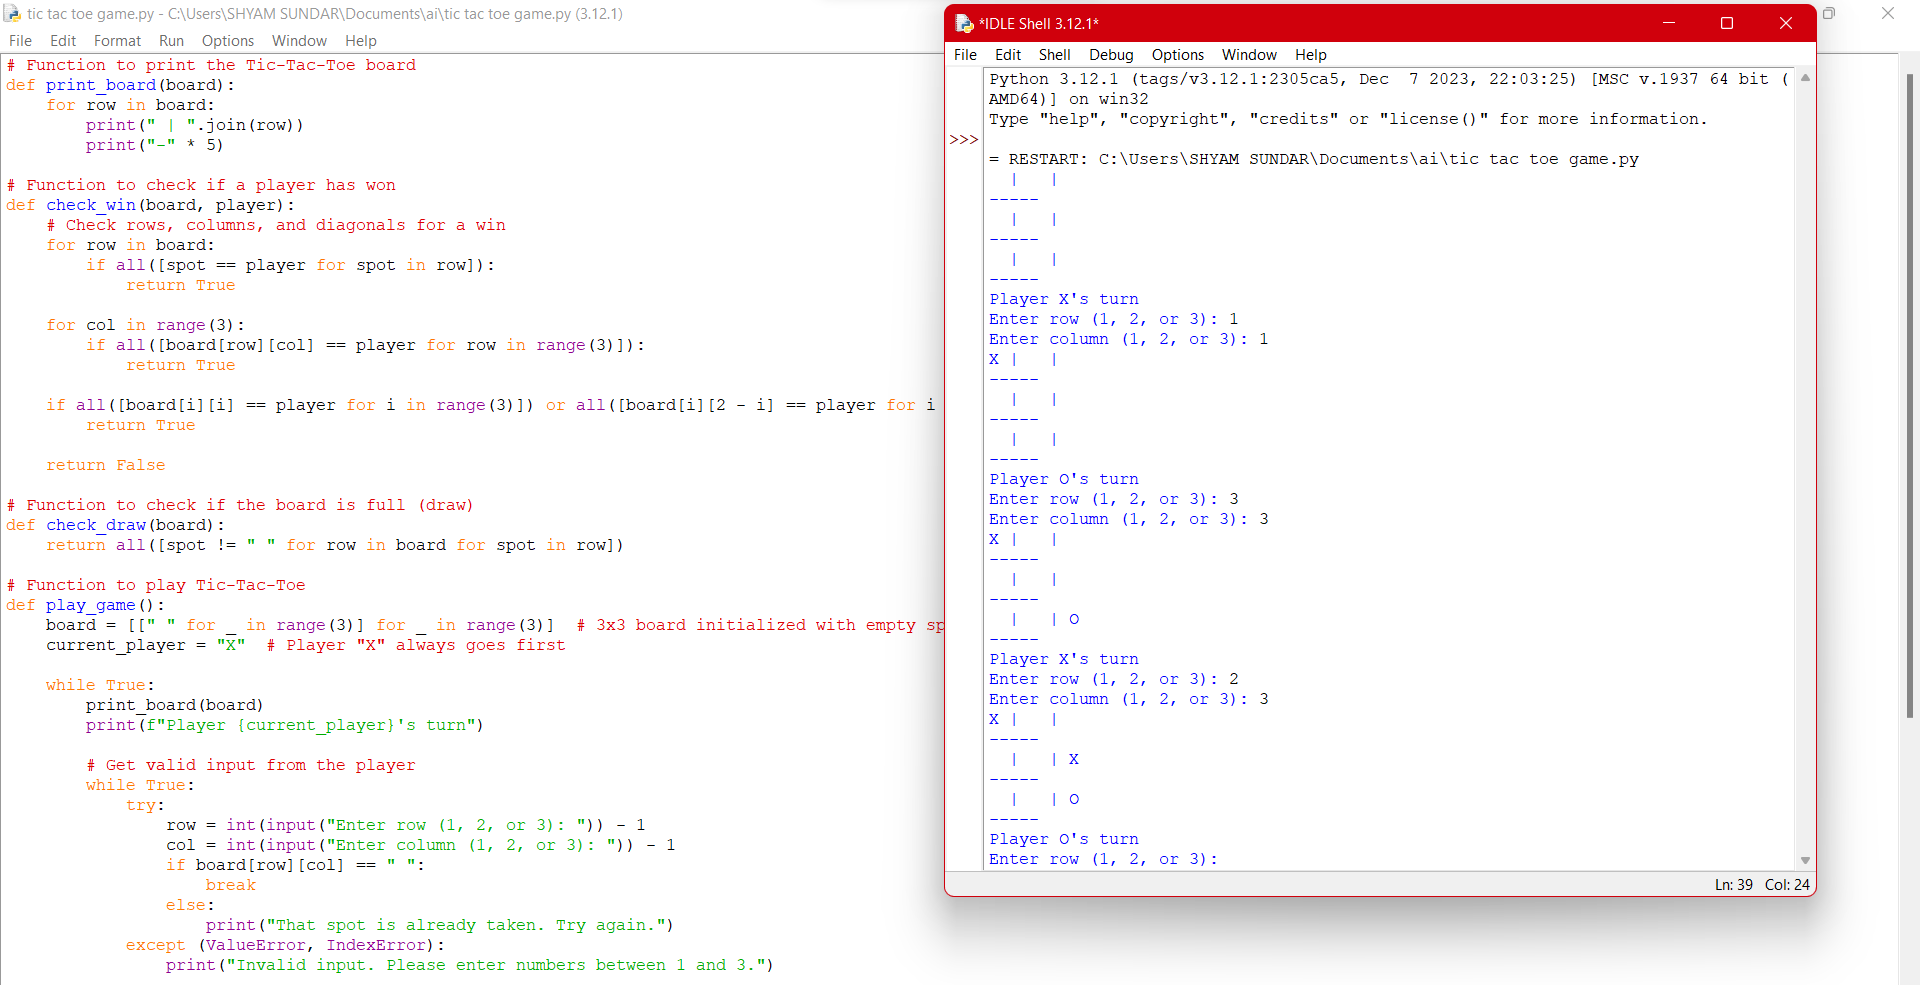 tic tac toe game.py - C:\Users\SHYAM SUNDAR\Documents\ai\tic tac toe game.py (3.12.1)
File Edit Format Run Options Window Help
# Function to print the Tic-Tac-Toe board
def print_board(board):
    for row in board:
        print(" | ".join(row))
        print("-" * 5)

# Function to check if a player has won
def check_win(board, player):
    # Check rows, columns, and diagonals for a win
    for row in board:
        if all([spot == player for spot in row]):
            return True

    for col in range(3):
        if all([board[row][col] == player for row in range(3)]):
            return True

    if all([board[i][i] == player for i in range(3)]) or all([board[i][2 - i] == player for i
        return True

    return False

# Function to check if the board is full (draw)
def check_draw(board):
    return all([spot != " " for row in board for spot in row])

# Function to play Tic-Tac-Toe
def play_game():
    board = [[" " for _ in range(3)] for _ in range(3)]  # 3x3 board initialized with empty sp
    current_player = "X"  # Player "X" always goes first

    while True:
        print_board(board)
        print(f"Player {current_player}'s turn")

        # Get valid input from the player
        while True:
            try:
                row = int(input("Enter row (1, 2, or 3): ")) - 1
                col = int(input("Enter column (1, 2, or 3): ")) - 1
                if board[row][col] == " ":
                    break
                else:
                    print("That spot is already taken. Try again.")
            except (ValueError, IndexError):
                print("Invalid input. Please enter numbers between 1 and 3.")
*IDLE Shell 3.12.1*
File Edit Shell Debug Options Window Help
Python 3.12.1 (tags/v3.12.1:2305ca5, Dec  7 2023, 22:03:25) [MSC v.1937 64 bit (
AMD64)] on win32
Type "help", "copyright", "credits" or "license()" for more information.
>>>
= RESTART: C:\Users\SHYAM SUNDAR\Documents\ai\tic tac toe game.py
  |   |
-----
  |   |
-----
  |   |
-----
Player X's turn
Enter row (1, 2, or 3): 1
Enter column (1, 2, or 3): 1
X |   |
-----
  |   |
-----
  |   |
-----
Player O's turn
Enter row (1, 2, or 3): 3
Enter column (1, 2, or 3): 3
X |   |
-----
  |   |
-----
  |   | O
-----
Player X's turn
Enter row (1, 2, or 3): 2
Enter column (1, 2, or 3): 3
X |   |
-----
  |   | X
-----
  |   | O
-----
Player O's turn
Enter row (1, 2, or 3):
Ln: 39 Col: 24